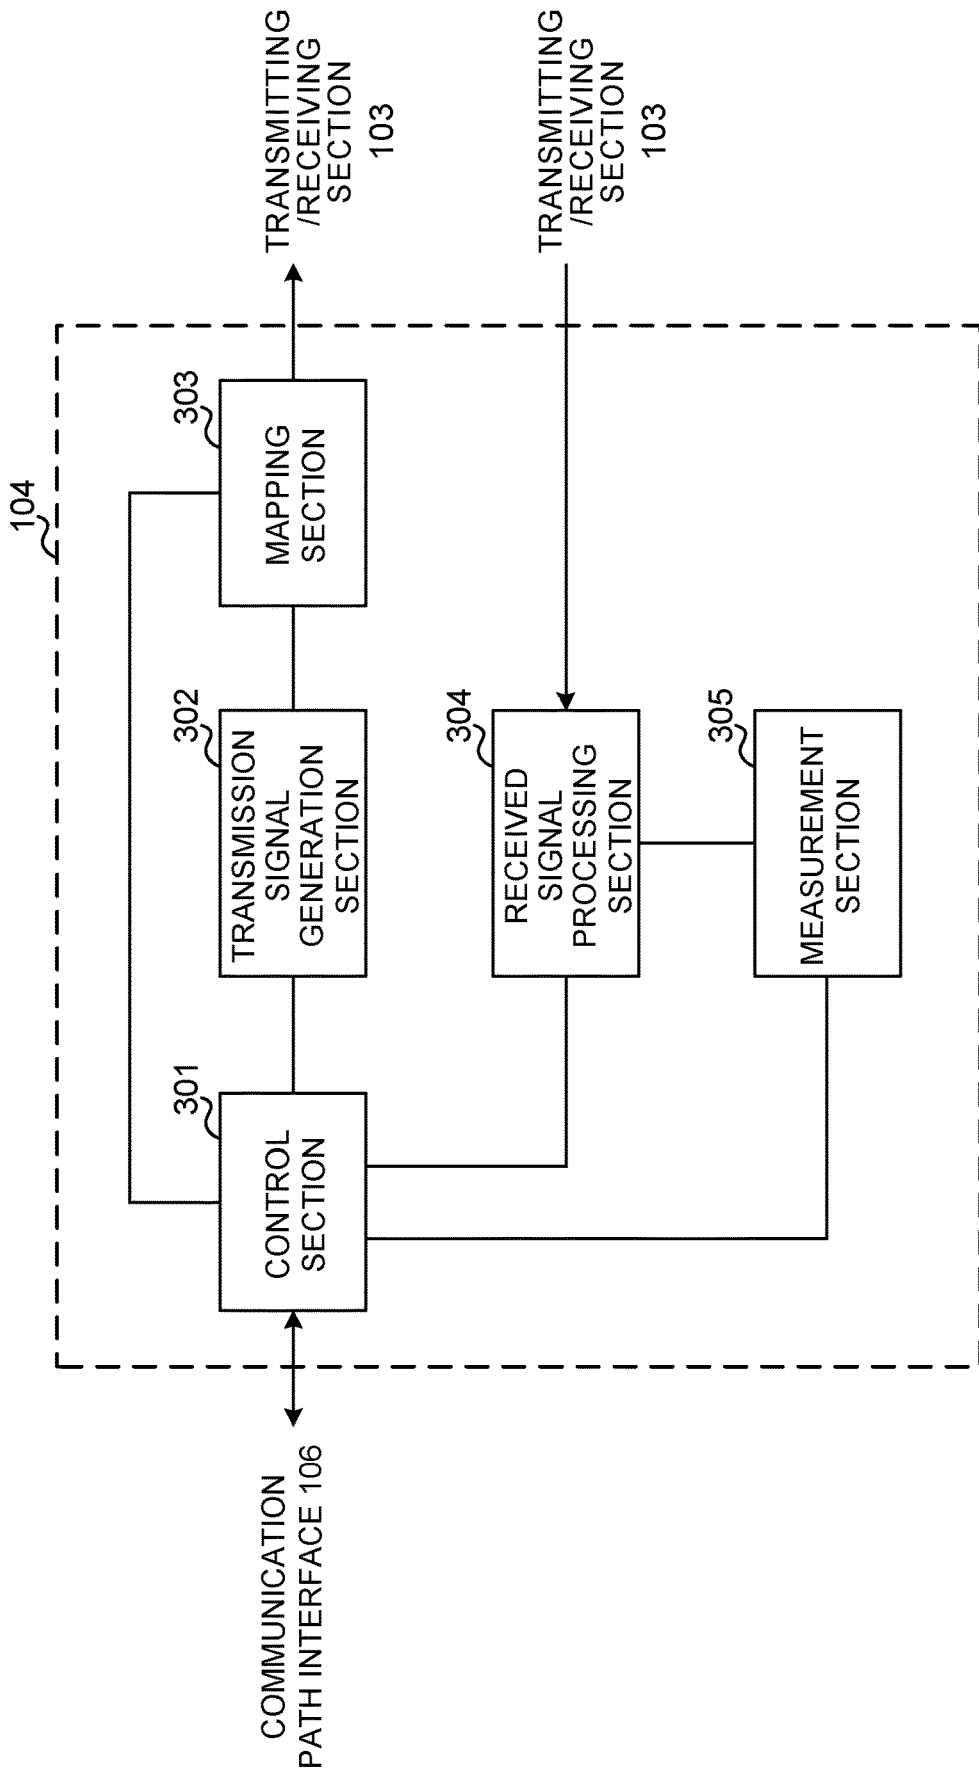 104
COMMUNICATION
PATH INTERFACE 106
301
CONTROL
SECTION
302
TRANSMISSION
SIGNAL
GENERATION
SECTION
303
MAPPING
SECTION
TRANSMITTING
/RECEIVING
SECTION
103
304
RECEIVED
SIGNAL
PROCESSING
SECTION
TRANSMITTING
/RECEIVING
SECTION
103
305
MEASUREMENT
SECTION